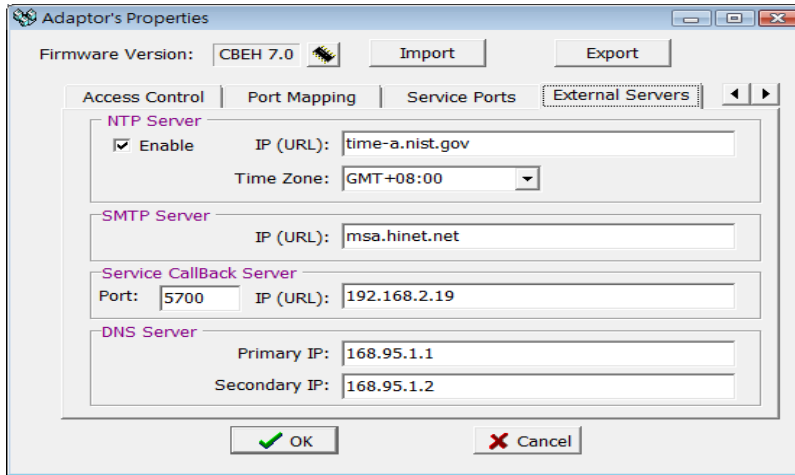 Adaptor's Properties
Firmware Version: CBEH 7.0 Import Export
Access Control Port Mapping Service Ports External Servers
NTP Server
Enable IP (URL): time-a.nist.gov
Time Zone: GMT+08:00
SMTP Server
IP (URL): msa.hinet.net
Service CallBack Server
Port: 5700 IP (URL): 192.168.2.19
DNS Server
Primary IP: 168.95.1.1
Secondary IP: 168.95.1.2
OK Cancel